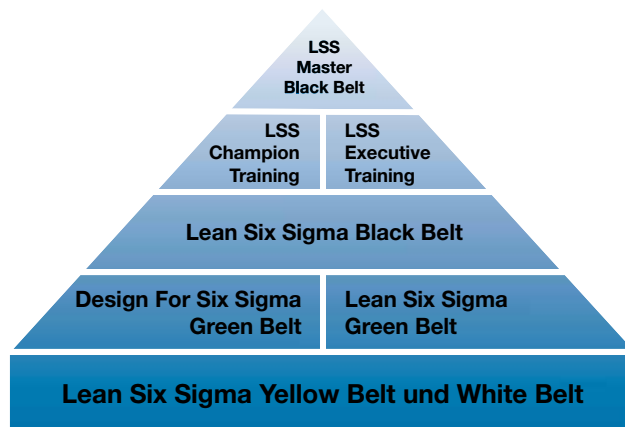 LSS
Master
Black Belt
LSS
Champion
Training
LSS
Executive
Training
Lean Six Sigma Black Belt
Design For Six Sigma
Green Belt
Lean Six Sigma
Green Belt
Lean Six Sigma Yellow Belt und White Belt